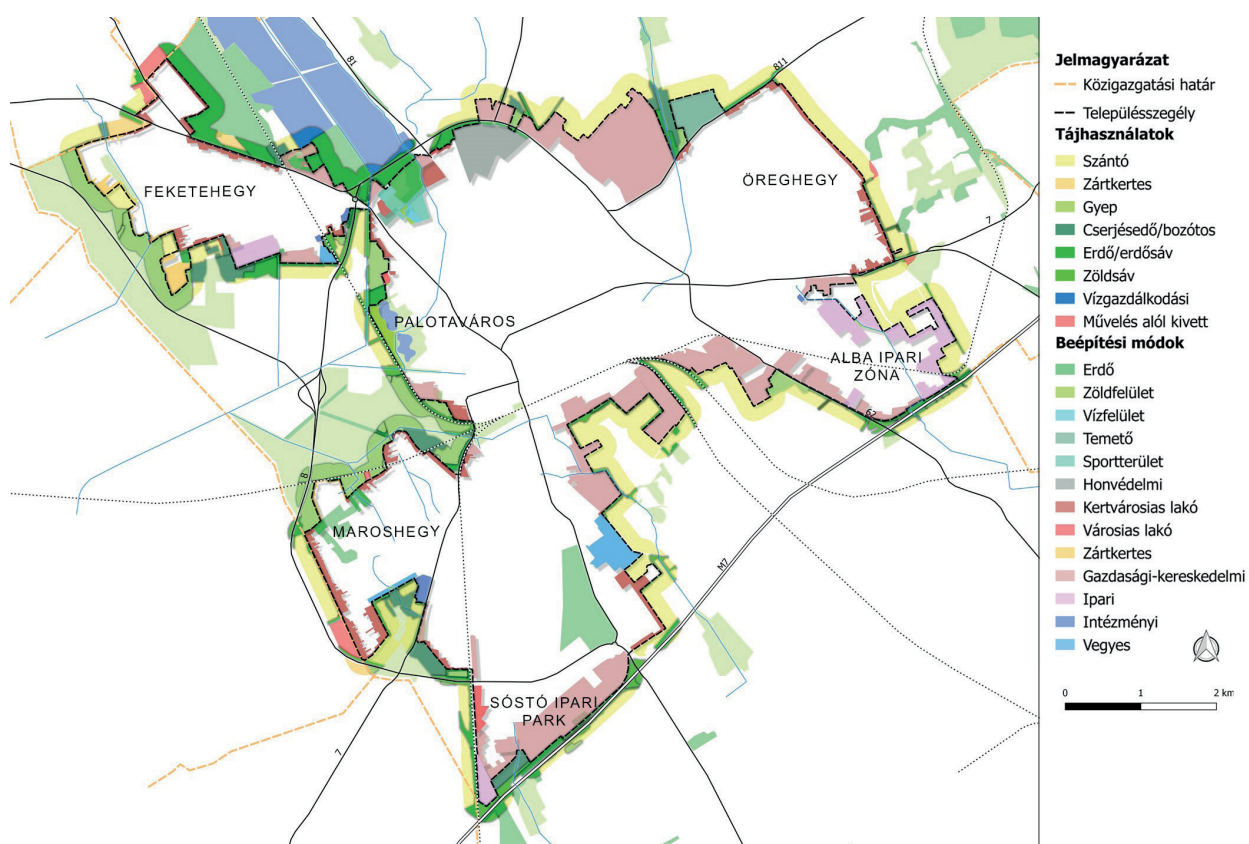 81
811
FEKETEHEGY
ÖREGHEGY
7
PALOTAVÁROS
ALBA IPARI
ZÓNA
62
18
MAROSHEGY
M7
SÓSTÓ IPARI
PARK
7
Jelmagyarázat
Közigazgatási határ
Településszegély
Tájhasználatok
Szántó
Zártkertes
Gyep
Cserjésedő/bozótos
Erdő/erdősáv
Zöldsáv
Vízgazdálkodási
Művelés alól kivett
Beépítési módok
Erdő
Zöldfelület
Vízfelület
Temető
Sportterület
Honvédelmi
Kertvárosias lakó
Városias lakó
Zártkertes
Gazdasági-kereskedelmi
Ipari
Intézményi
Vegyes
0 1 2 km